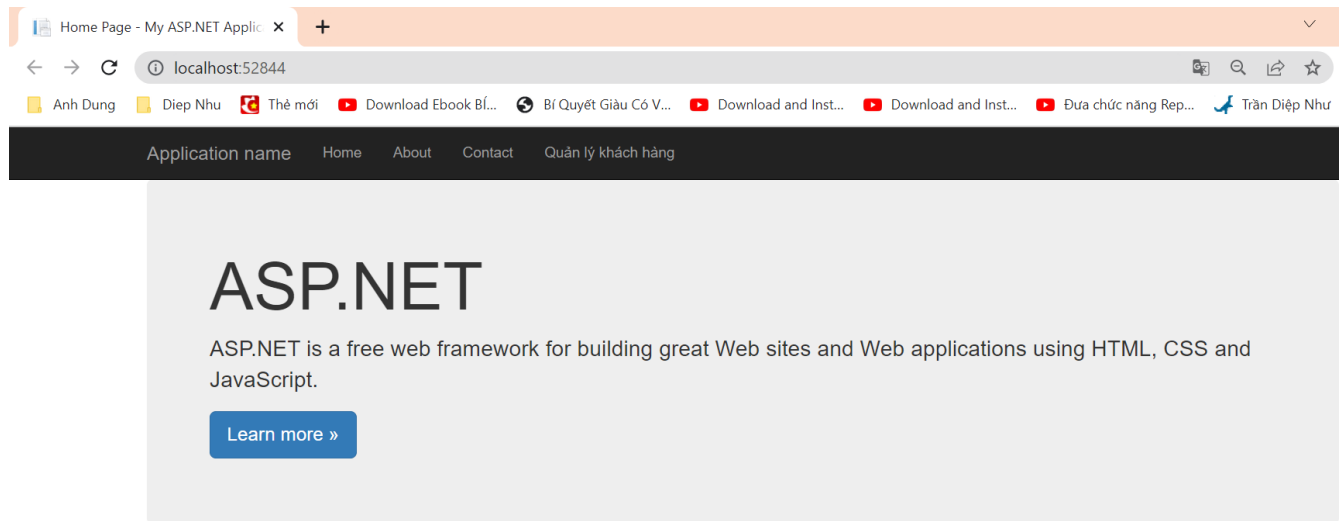 Home Page - My ASP.NET Applic
localhost:52844
Anh Dung Diep Nhu Thẻ mới Download Ebook BÍ... Bí Quyết Giàu Có V... Download and Inst... Download and Inst... Đưa chức năng Rep... Trần Diệp Như
Application name Home About Contact Quản lý khách hàng
ASP.NET
ASP.NET is a free web framework for building great Web sites and Web applications using HTML, CSS and
JavaScript.
Learn more »